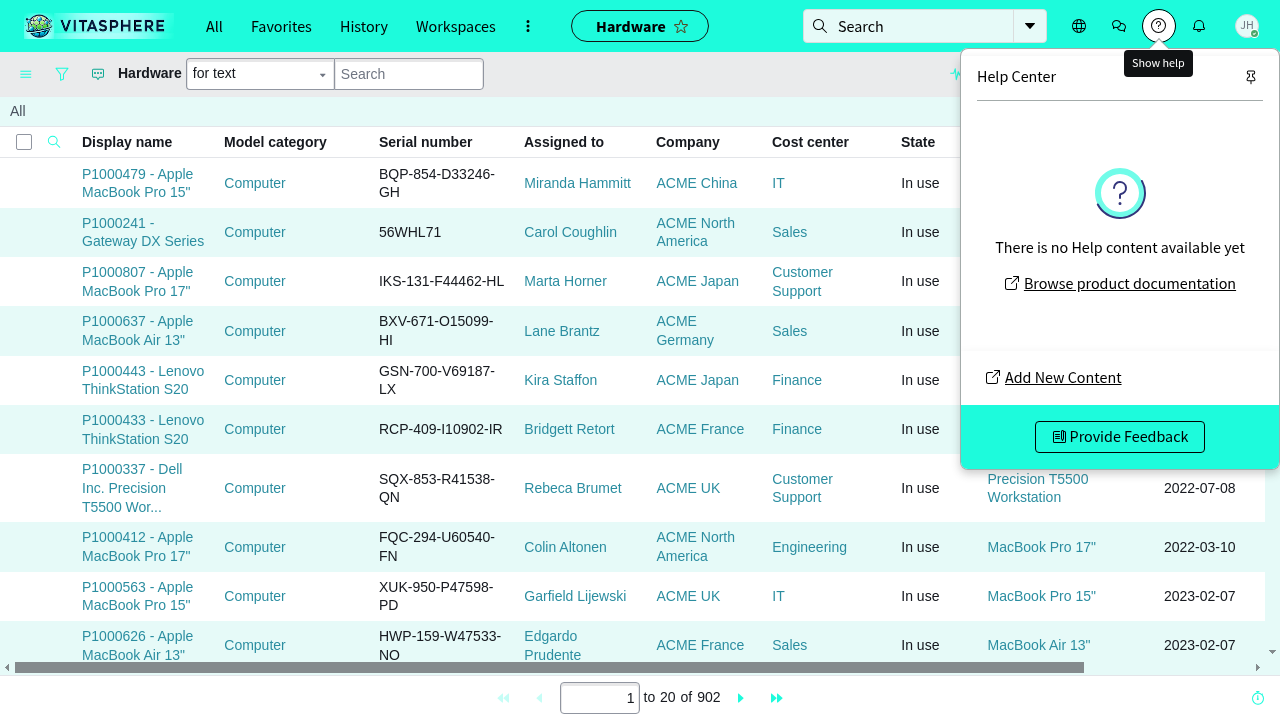 VITASPHERE All Favorites History Workspaces Hardware Search JH
Show help
Hardware for text Search
Help Center
All
Display name Model category Serial number Assigned to Company Cost center State
P1000479 - Apple MacBook Pro 15" Computer BQP-854-D33246-GH Miranda Hammitt ACME China IT In use
P1000241 - Gateway DX Series Computer 56WHL71 Carol Coughlin ACME North America Sales In use
P1000807 - Apple MacBook Pro 17" Computer IKS-131-F44462-HL Marta Horner ACME Japan Customer Support In use
P1000637 - Apple MacBook Air 13" Computer BXV-671-O15099-HI Lane Brantz ACME Germany Sales In use
P1000443 - Lenovo ThinkStation S20 Computer GSN-700-V69187-LX Kira Staffon ACME Japan Finance In use
P1000433 - Lenovo ThinkStation S20 Computer RCP-409-I10902-IR Bridgett Retort ACME France Finance In use
P1000337 - Dell Inc. Precision T5500 Wor... Computer SQX-853-R41538-QN Rebeca Brumet ACME UK Customer Support In use Precision T5500 Workstation 2022-07-08
P1000412 - Apple MacBook Pro 17" Computer FQC-294-U60540-FN Colin Altonen ACME North America Engineering In use MacBook Pro 17" 2022-03-10
P1000563 - Apple MacBook Pro 15" Computer XUK-950-P47598-PD Garfield Lijewski ACME UK IT In use MacBook Pro 15" 2023-02-07
P1000626 - Apple MacBook Air 13" Computer HWP-159-W47533-NO Edgardo Prudente ACME France Sales In use MacBook Air 13" 2023-02-07
There is no Help content available yet
Browse product documentation
Add New Content
Provide Feedback
1 to 20 of 902